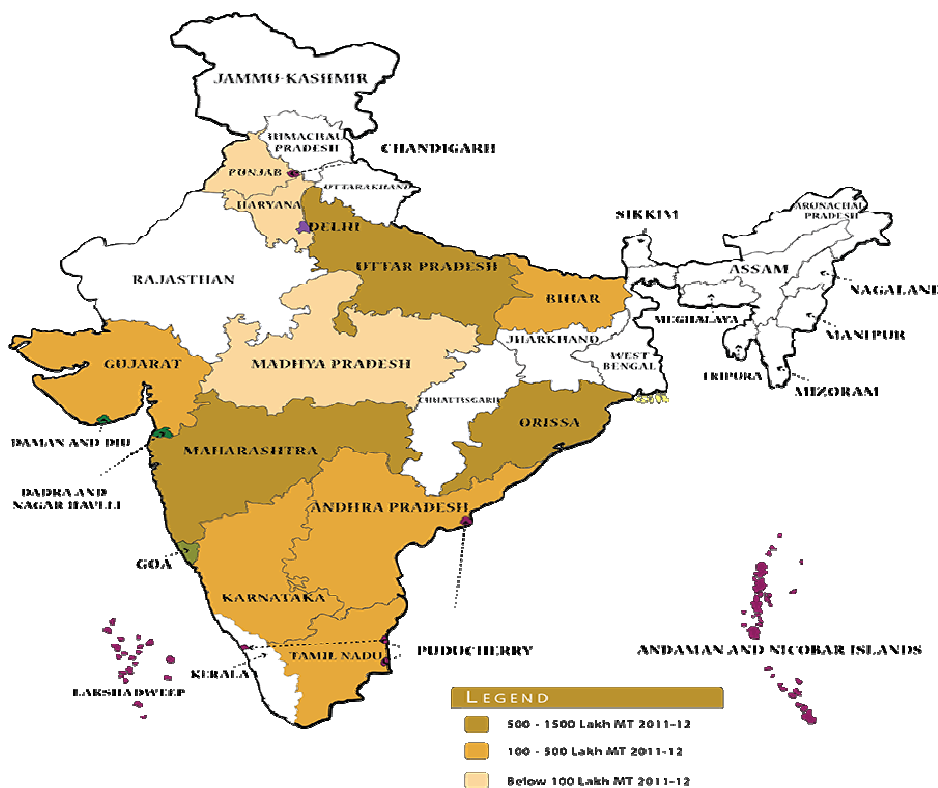 JAMMU-KASHMIR
HIMACHAL
PRADESH
CHANDIGARH
PUNJAB
UTTARAKHAND
HARYANA
DELHI
SIKKIM
ARUNACHAL
PRADESH
RAJASTHAN
UTTAR PRADESH
ASSAM
BIHAR
NAGALAND
MEGHALAYA
MANIPUR
JHARKHAND
GUJARAT
MADHYA PRADESH
WEST
BENGAL
TRIPURA
MIZORAM
CHHATTISGARH
ORISSA
DAMAN AND DIU
MAHARASHTRA
DADRA AND
NAGAR HAVELI
ANDHRA PRADESH
GOA
KARNATAKA
PUDUCHERRY
ANDAMAN AND NICOBAR ISLANDS
TAMIL NADU
KERALA
LAKSHADWEEP
LEGEND
500 - 1500 Lakh MT 2011-12
100 - 500 Lakh MT 2011-12
Below 100 Lakh MT 2011-12